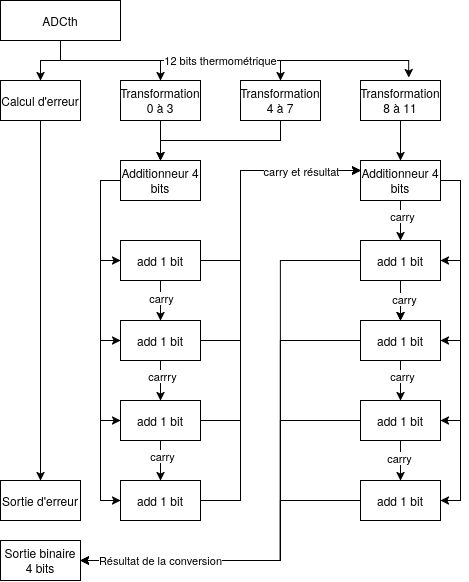 ADCth
12 bits thermométrique
Calcul d'erreur
Transformation
0 à 3
Transformation
4 à 7
Transformation
8 à 11
Additionneur 4
bits
carry et résultat
Additionneur 4
bits
carry
add 1 bit
add 1 bit
carry
carry
add 1 bit
add 1 bit
carrry
carry
add 1 bit
add 1 bit
carry
carry
Sortie d'erreur
add 1 bit
add 1 bit
Sortie binaire
4 bits
Résultat de la conversion